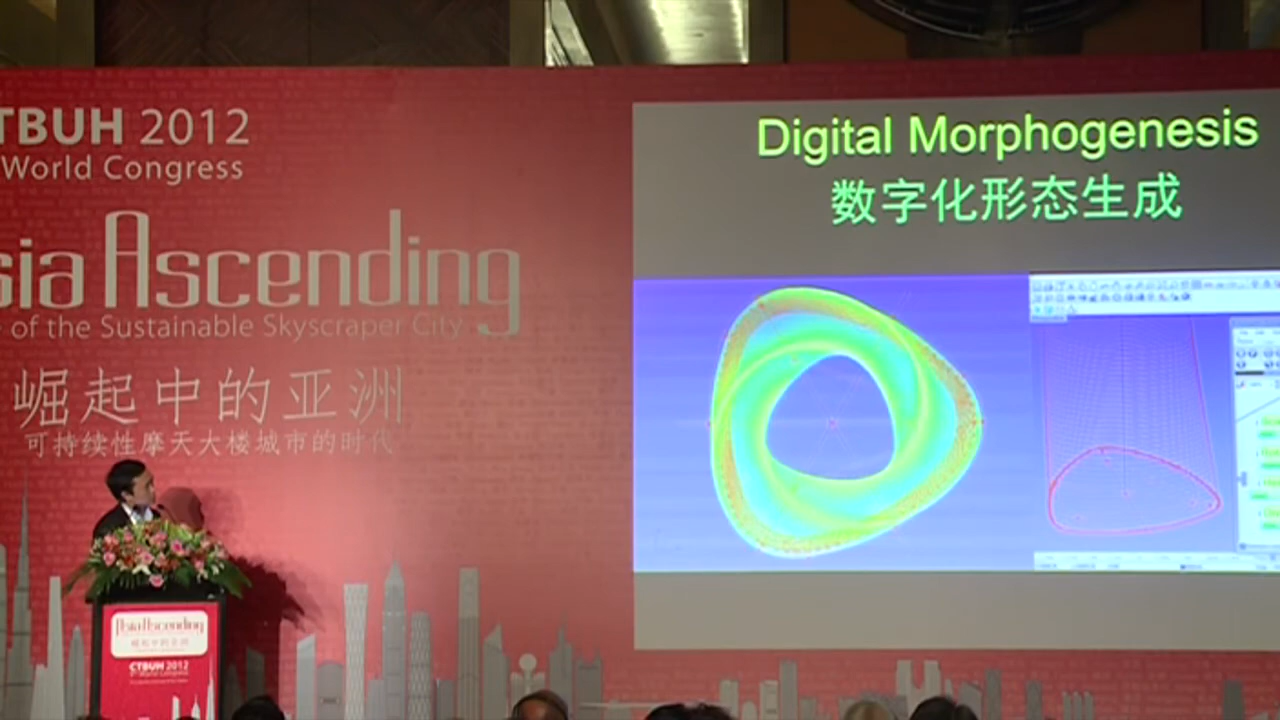 TBUH 2012
World Congress
sia Ascending
of the Sustainable Skyscraper City
崛起中的亚洲
可持续性摩天大楼城市的时代
Digital Morphogenesis
数字化形态生成
Asia Ascending
崛起中的亚洲
CTBUH 2012